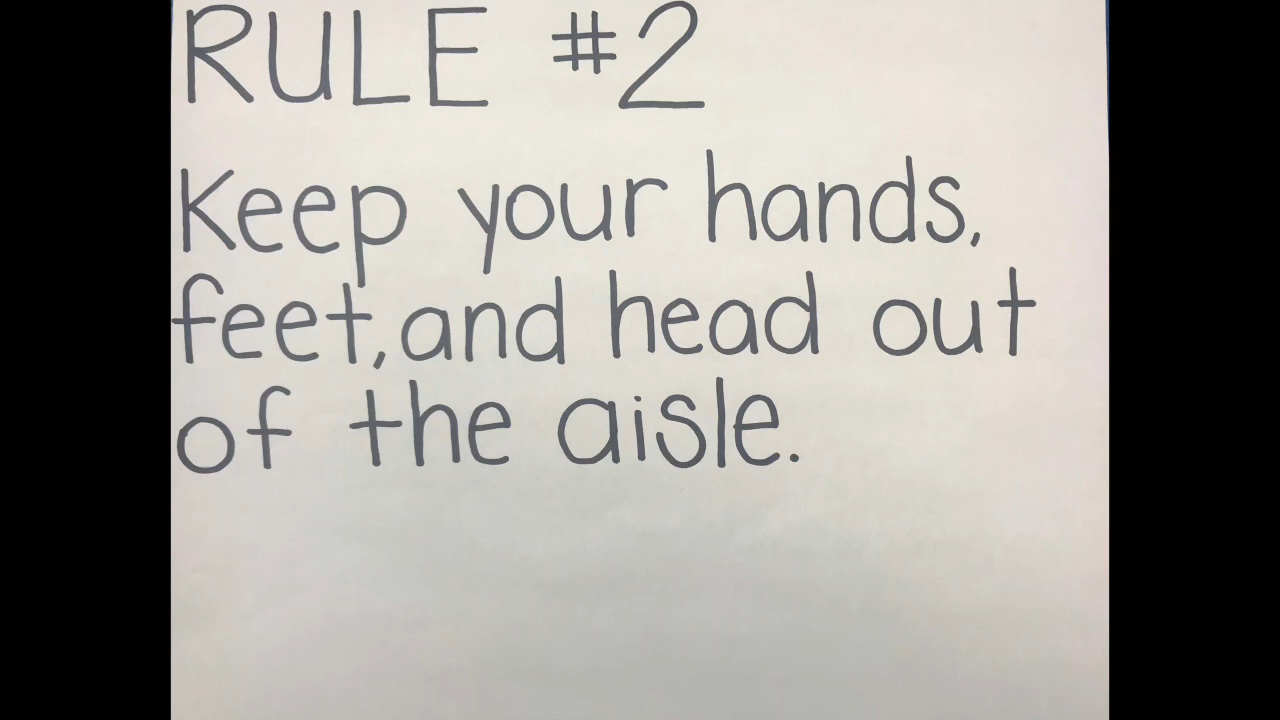 RULE #2
Keep your hands,
feet, and head out
of the aisle.